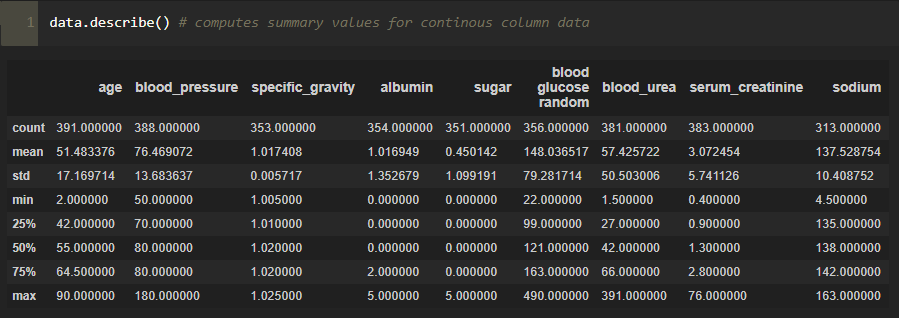 1 data.describe() # computes summary values for continous column data
age blood_pressure specific_gravity albumin sugar blood glucose random blood_urea serum_creatinine sodium
count 391.000000 388.000000 353.000000 354.000000 351.000000 356.000000 381.000000 383.000000 313.000000
mean 51.483376 76.469072 1.017408 1.016949 0.450142 148.036517 57.425722 3.072454 137.528754
std 17.169714 13.683637 0.005717 1.352679 1.099191 79.281714 50.503006 5.741126 10.408752
min 2.000000 50.000000 1.005000 0.000000 0.000000 22.000000 1.500000 0.400000 4.500000
25% 42.000000 70.000000 1.010000 0.000000 0.000000 99.000000 27.000000 0.900000 135.000000
50% 55.000000 80.000000 1.020000 0.000000 0.000000 121.000000 42.000000 1.300000 138.000000
75% 64.500000 80.000000 1.020000 2.000000 0.000000 163.000000 66.000000 2.800000 142.000000
max 90.000000 180.000000 1.025000 5.000000 5.000000 490.000000 391.000000 76.000000 163.000000